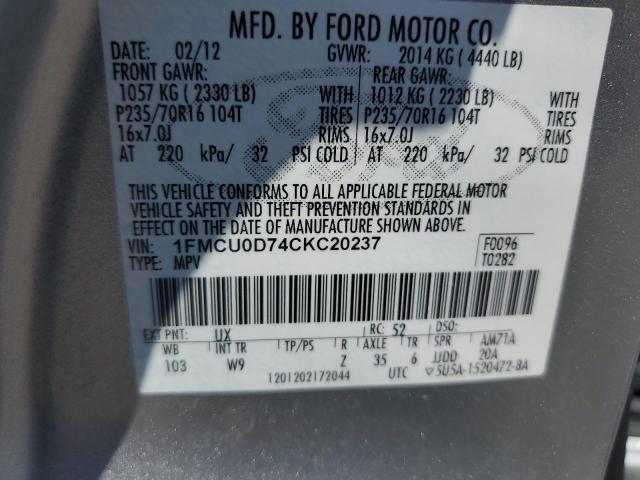 MFD. BY FORD MOTOR CO.
DATE: 02/12 GVWR: 2014 KG ( 4440 LB)
FRONT GAWR: REAR GAWR:
1057 KG ( 2330 LB) WITH 1012 KG ( 2230 LB) WITH
P235/70R16 104T TIRES P235/70R16 104T TIRES
16x7.0J RIMS 16x7.0J RIMS
AT 220 kPa/ 32 PSI COLD AT 220 kPa/ 32 PSI COLD
THIS VEHICLE CONFORMS TO ALL APPLICABLE FEDERAL MOTOR
VEHICLE SAFETY AND THEFT PREVENTION STANDARDS IN
EFFECT ON THE DATE OF MANUFACTURE SHOWN ABOVE.
VIN: 1FMCU0D74CKC20237 F0096
TYPE: MPV T0282
EXT PNT: UX RC: 52 DSO:
WB INT TR TP/PS R AXLE TR SPR AM71A
103 W9 Z 35 6 JJDD 20A
1201202172044 UTC 5U5A-1520472-BA